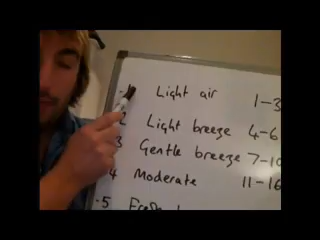 Light air 1-3
2 Light breeze 4-6
3 Gentle breeze 7-10
4 Moderate 11-16
.5